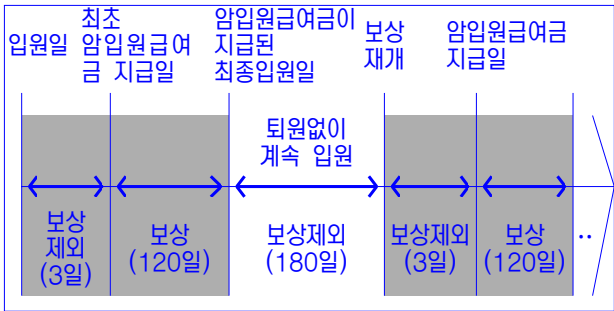 입원일
최초
암입원급여
금 지급일
암입원급여금이
지급된
최종입원일
보상
재개
암입원급여금
지급일
퇴원없이
계속 입원
보상
제외
(3일)
보상
(120일)
보상제외
(180일)
보상제외
(3일)
보상
(120일)
..